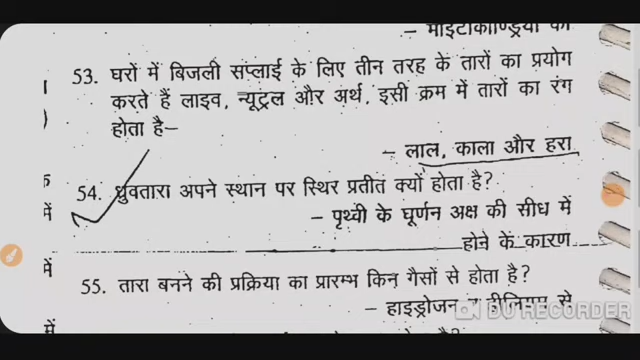 – माइटोकाण्ड्रिया को
53. घरों में बिजली सप्लाई के लिए तीन तरह के तारों का प्रयोग
करते हैं लाइव, न्यूट्रल और अर्थ, इसी क्रम में तारों का रंग
होता है–
– लाल, काला और हरा
54. ध्रुवतारा अपने स्थान पर स्थिर प्रतीत क्यों होता है?
– पृथ्वी के घूर्णन अक्ष की सीध में
होने के कारण
55. तारा बनने की प्रक्रिया का प्रारम्भ किन गैसों से होता है?
– हाइड्रोजन व हीलियम से
DU RECORDER
में
में
में